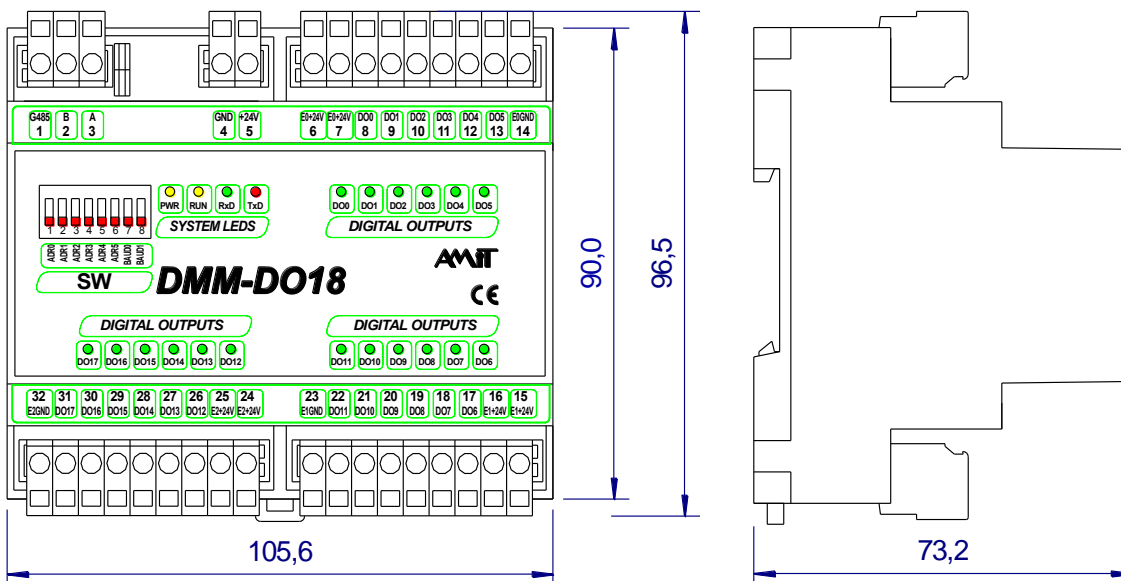 G485 B A GND +24V E0+24V E0+24V DO0 DO1 DO2 DO3 DO4 DO5 E0GND
1 2 3 4 5 6 7 8 9 10 11 12 13 14
PWR RUN RxD TxD DO0 DO1 DO2 DO3 DO4 DO5
SYSTEM LEDS DIGITAL OUTPUTS
1 2 3 4 5 6 7 8
ADR0 ADR1 ADR2 ADR3 ADR4 ADR5 BAUD0 BAUD1
SW
DMM-DO18
AMiT
CE
DIGITAL OUTPUTS DIGITAL OUTPUTS
DO17 DO16 DO15 DO14 DO13 DO12 DO11 DO10 DO9 DO8 DO7 DO6
32 31 30 29 28 27 26 25 24 23 22 21 20 19 18 17 16 15
E2GND DO17 DO16 DO15 DO14 DO13 DO12 E2+24V E2+24V E1GND DO11 DO10 DO9 DO8 DO7 DO6 E1+24V E1+24V
90,0
96,5
105,6
73,2